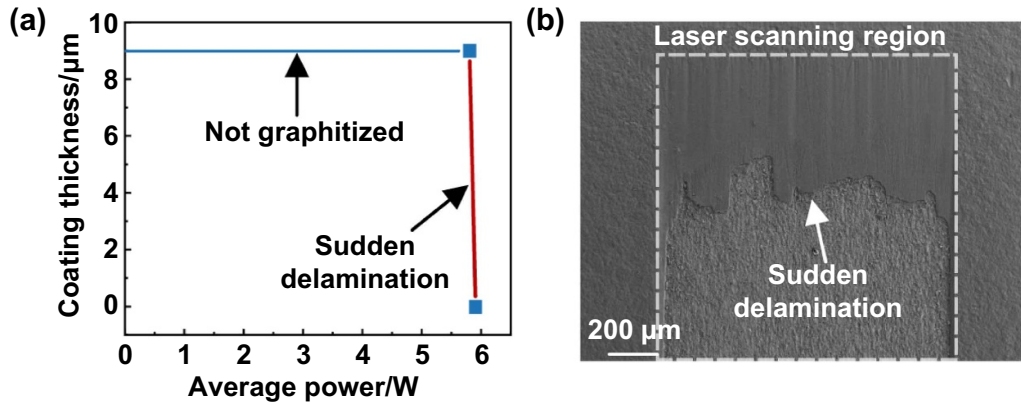 (a)
Coating thickness/μm
10
8
6
4
2
0
Not graphitized
Sudden
delamination
0 1 2 3 4 5 6
Average power/W
(b)
Laser scanning region
Sudden
delamination
200 μm